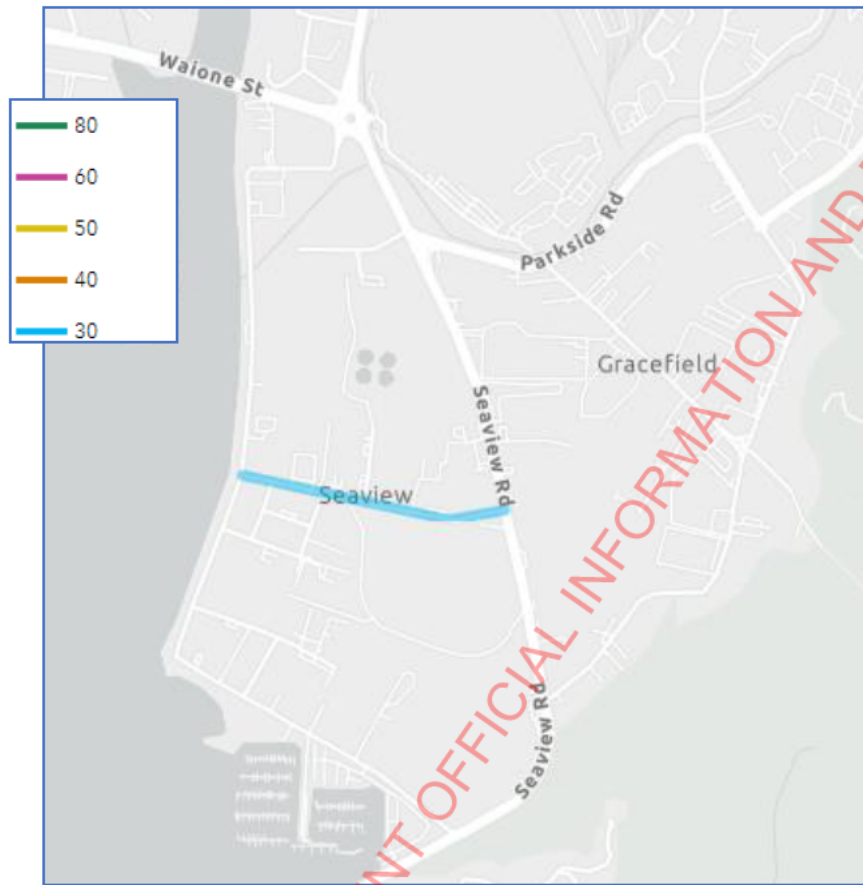 Waione St
80
60
50
40
30
Parkside Rd
Gracefield
Seaview Rd
Seaview
Seaview Rd
OFFICIAL INFORMATION AND